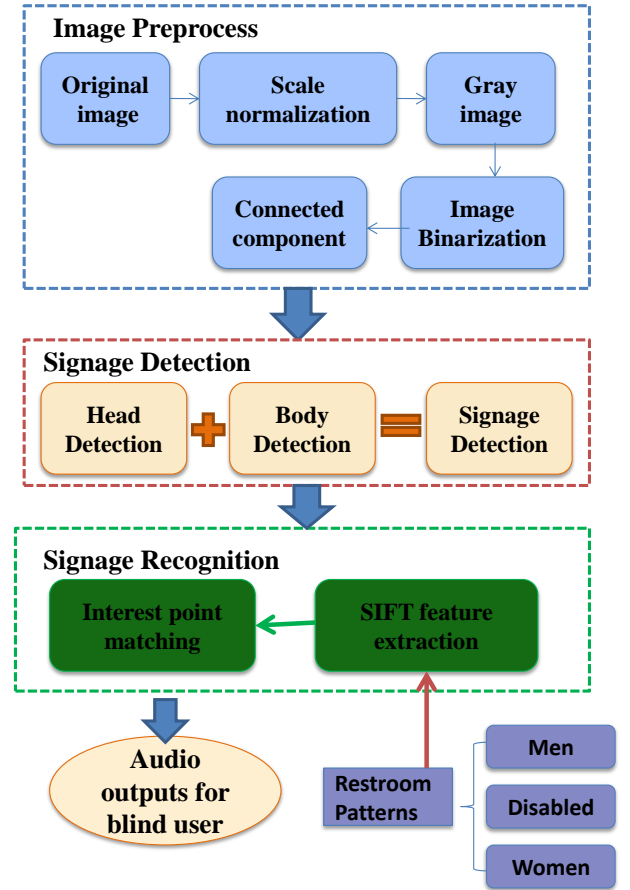 Image Preprocess
Original
image
Scale
normalization
Gray
image
Connected
component
Image
Binarization
Signage Detection
Head
Detection
Body
Detection
Signage
Detection
Signage Recognition
Interest point
matching
SIFT feature
extraction
Audio
outputs for
blind user
Restroom
Patterns
Men
Disabled
Women